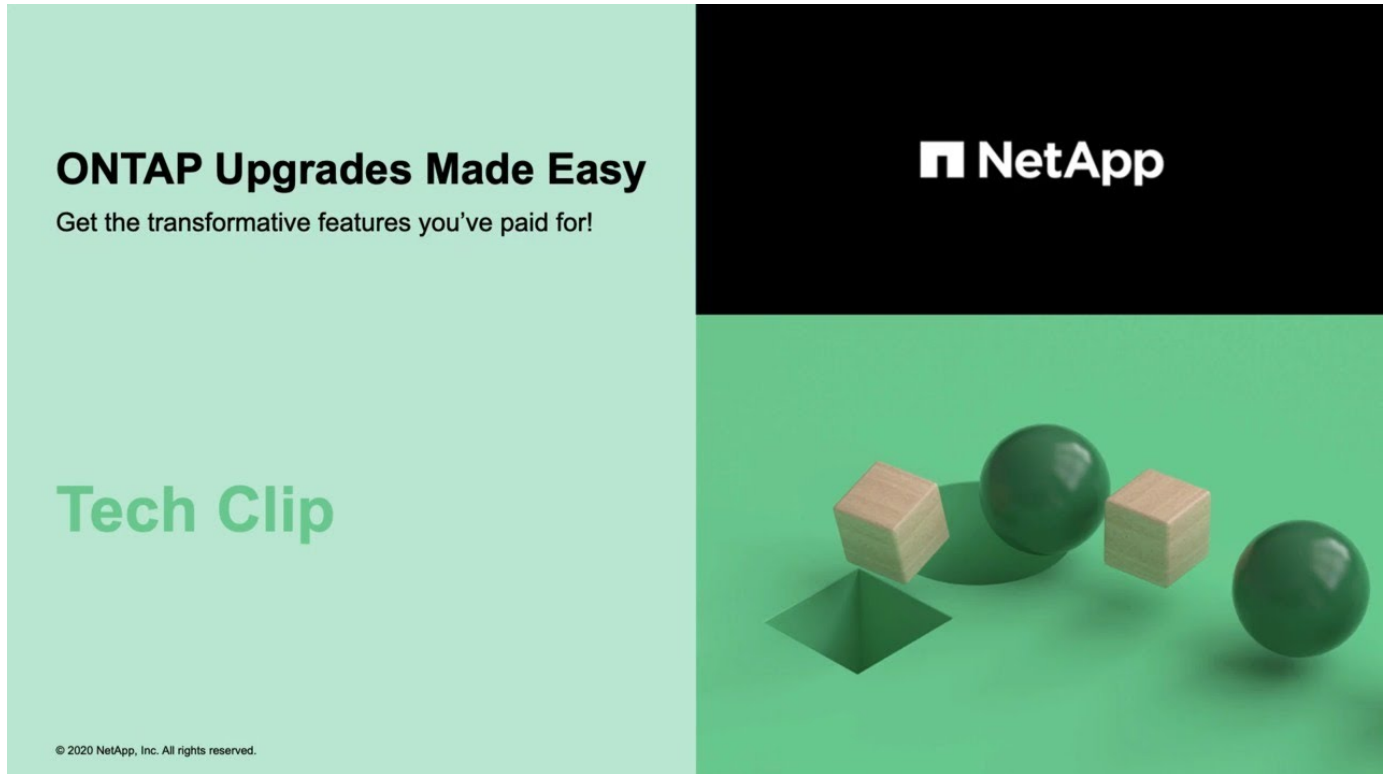 ONTAP Upgrades Made Easy
Get the transformative features you’ve paid for!
NetApp
Tech Clip
© 2020 NetApp, Inc. All rights reserved.